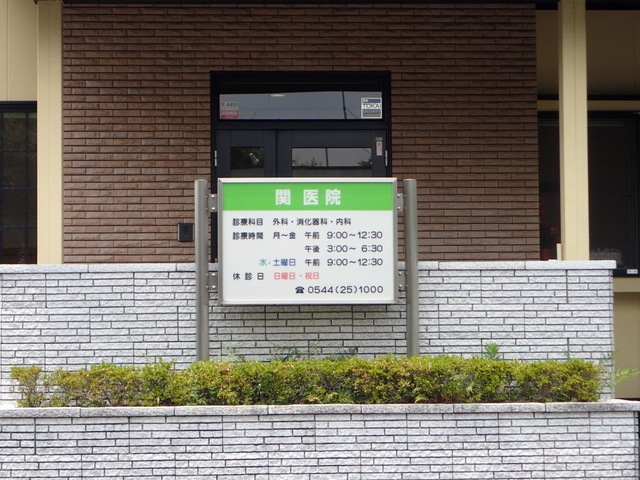 AED
TOKAI
関 医院
診療科目 外科・消化器科・内科
診療時間 月〜金 午前 9:00〜12:30
午後 3:00〜 6:30
水・土曜日 午前 9:00〜12:30
休診日 日曜日・祝日
☎ 0544(25)1000